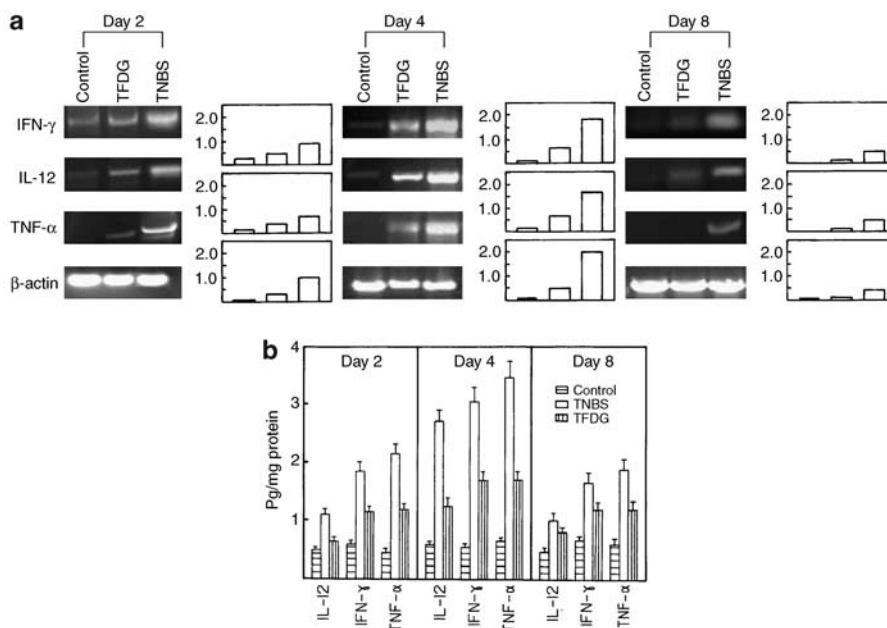 a
Day 2
Day 4
Day 8
Control
TFDG
TNBS
Control
TFDG
TNBS
Control
TFDG
TNBS
IFN-γ
2.0
1.0
2.0
1.0
2.0
1.0
IL-12
2.0
1.0
2.0
1.0
2.0
1.0
TNF-α
2.0
1.0
2.0
1.0
2.0
1.0
β-actin
b
Pg/mg protein
4
3
2
1
Day 2
Day 4
Day 8
Control
TNBS
TFDG
IL-12
IFN-γ
TNF-α
IL-12
IFN-γ
TNF-α
IL-12
IFN-γ
TNF-α